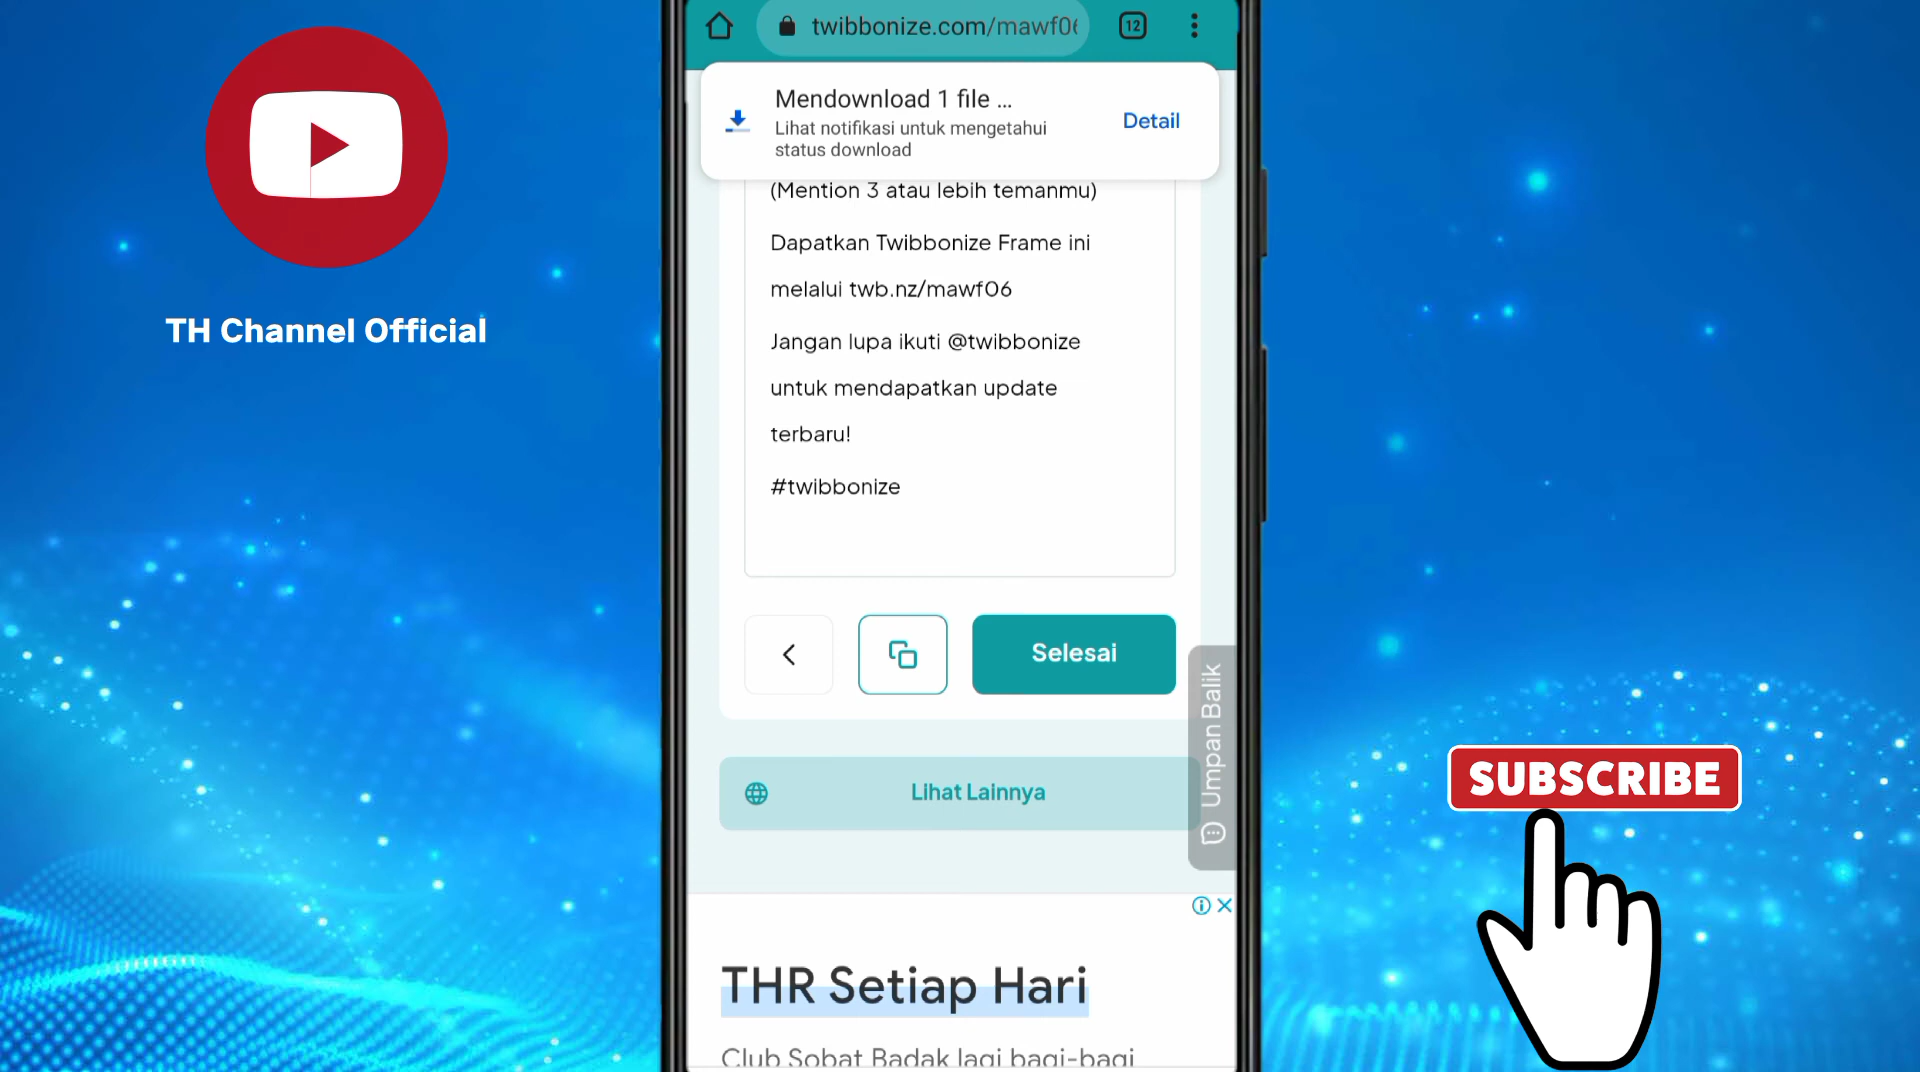 TH Channel Official
twibbonize.com/mawf06
12
Mendownload 1 file ...
Lihat notifikasi untuk mengetahui
status download
Detail
(Mention 3 atau lebih temanmu)
Dapatkan Twibbonize Frame ini
melalui twb.nz/mawf06
Jangan lupa ikuti @twibbonize
untuk mendapatkan update
terbaru!
#twibbonize
Selesai
Umpan Balik
Lihat Lainnya
THR Setiap Hari
Club Sobat Badak lagi bagi-bagi
SUBSCRIBE